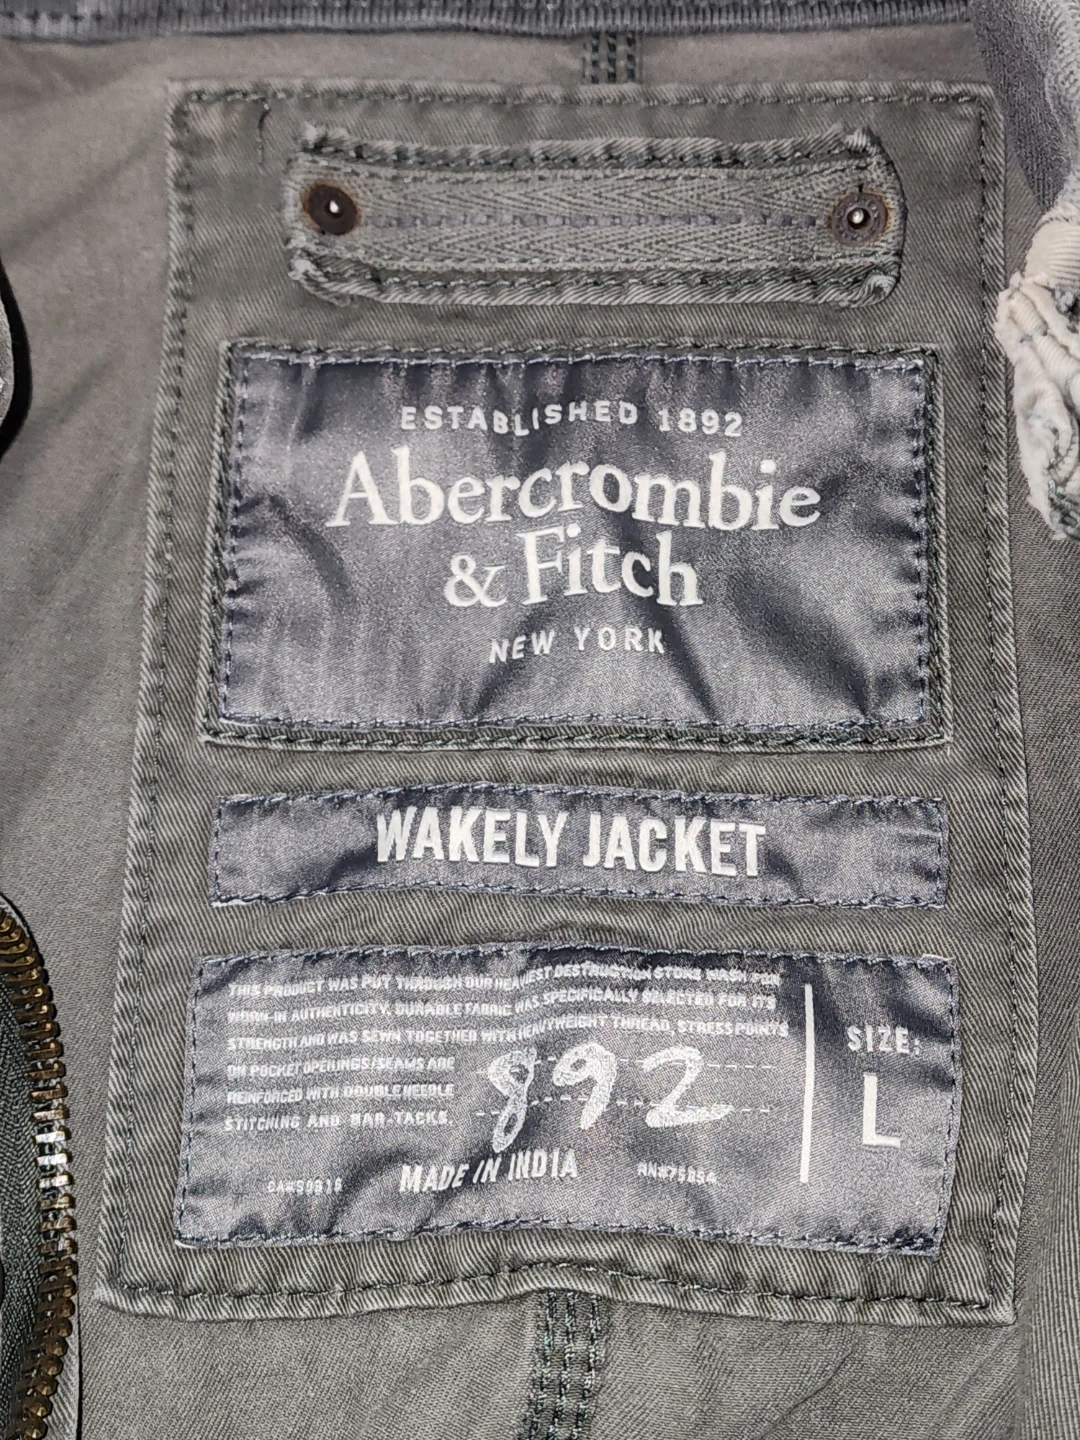 ESTABLISHED 1892
Abercrombie
& Fitch
NEW YORK
WAKELY JACKET
THIS PRODUCT WAS PUT THROUGH OUR HEAVIEST DESTRUCTION STONE WASH FOR
WORN-IN AUTHENTICITY, DURABLE FABRIC WAS SPECIFICALLY SELECTED FOR ITS
STRENGTH AND WAS SEWN TOGETHER WITH HEAVYWEIGHT THREAD, STRESS POINTS
ON POCKET OPENINGS/SEAMS ARE
REINFORCED WITH DOUBLE NEEDLE
STITCHING AND BAR-TACKS.
892
MADE IN INDIA
RN#75654
SIZE:
L